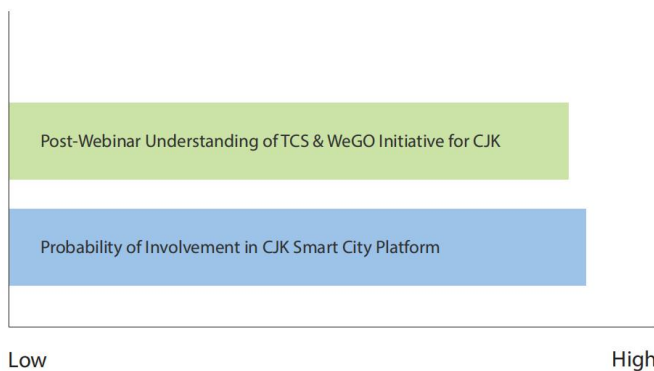 Post-Webinar Understanding of TCS & WeGO Initiative for CJK
Probability of Involvement in CJK Smart City Platform
Low High